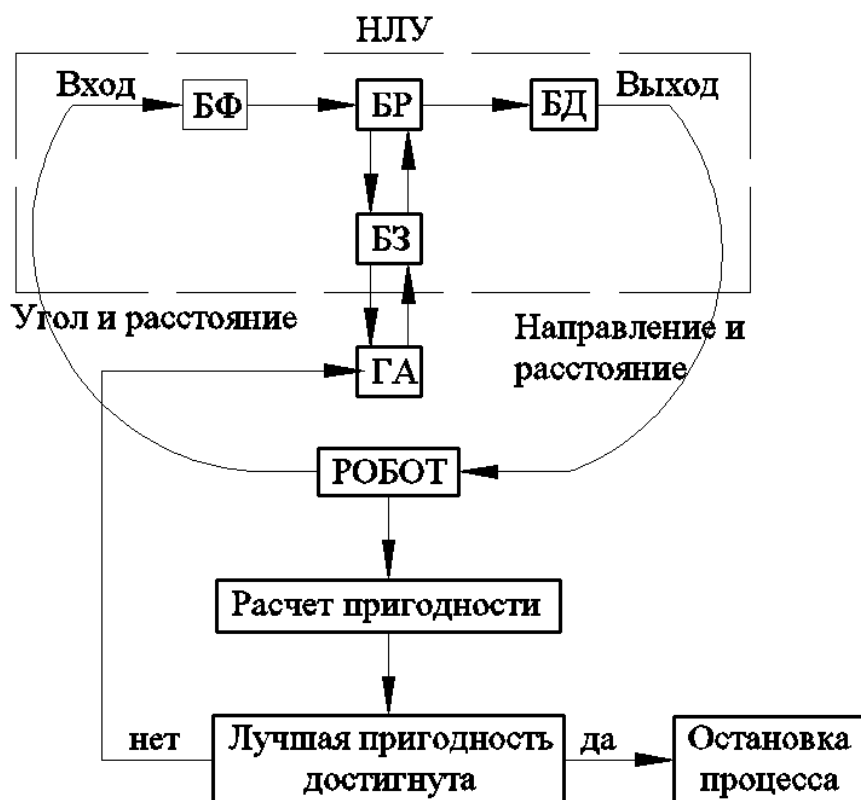 НЛУ
Вход
БФ
БР
БД
Выход
БЗ
Угол и расстояние
Направление и
расстояние
ГА
РОБОТ
Расчет пригодности
нет
Лучшая пригодность
достигнута
да
Остановка
процесса